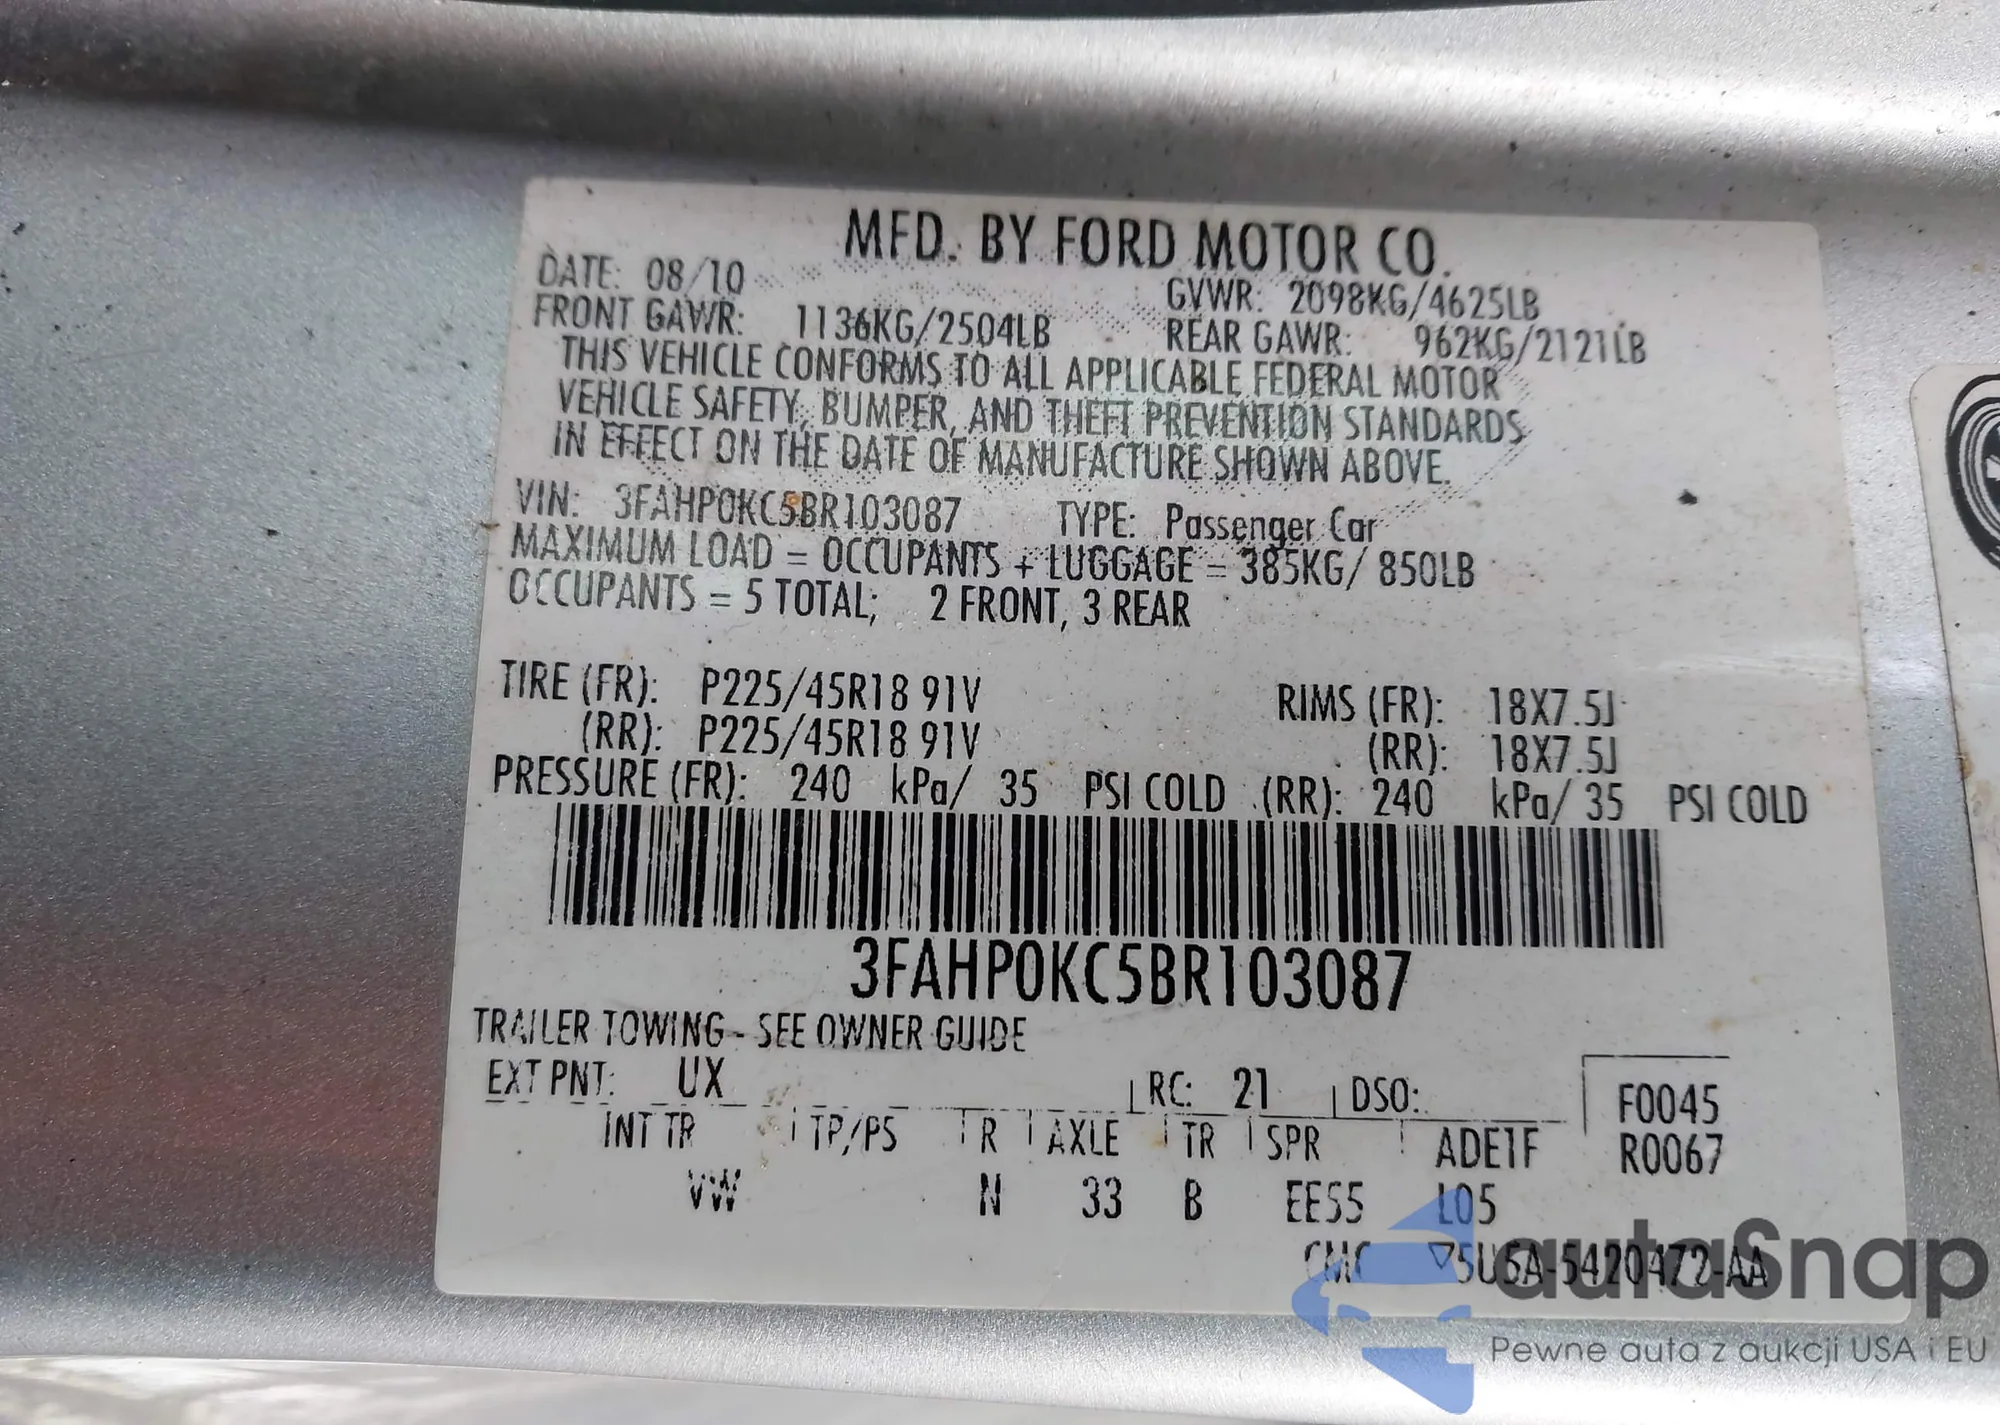 MFD. BY FORD MOTOR CO.
DATE: 08/10 GVWR: 2098KG/4625LB
FRONT GAWR: 1136KG/2504LB REAR GAWR: 962KG/2121LB
THIS VEHICLE CONFORMS TO ALL APPLICABLE FEDERAL MOTOR
VEHICLE SAFETY, BUMPER, AND THEFT PREVENTION STANDARDS
IN EFFECT ON THE DATE OF MANUFACTURE SHOWN ABOVE.
VIN: 3FAHP0KC5BR103087 TYPE: Passenger Car
MAXIMUM LOAD = OCCUPANTS + LUGGAGE = 385KG/ 850LB
OCCUPANTS = 5 TOTAL; 2 FRONT, 3 REAR
TIRE (FR): P225/45R18 91V RIMS (FR): 18X7.5J
(RR): P225/45R18 91V (RR): 18X7.5J
PRESSURE (FR): 240 kPa/ 35 PSI COLD (RR): 240 kPa/ 35 PSI COLD
3FAHP0KC5BR103087
TRAILER TOWING - SEE OWNER GUIDE
EXT PNT: UX RC: 21 DSO: F0045
INT TR TP/PS R AXLE TR SPR ADE1F R0067
VW N 33 B EE55 L05
5U5A-5420472-AA
autoSnap
Pewne auta z aukcji USA i EU